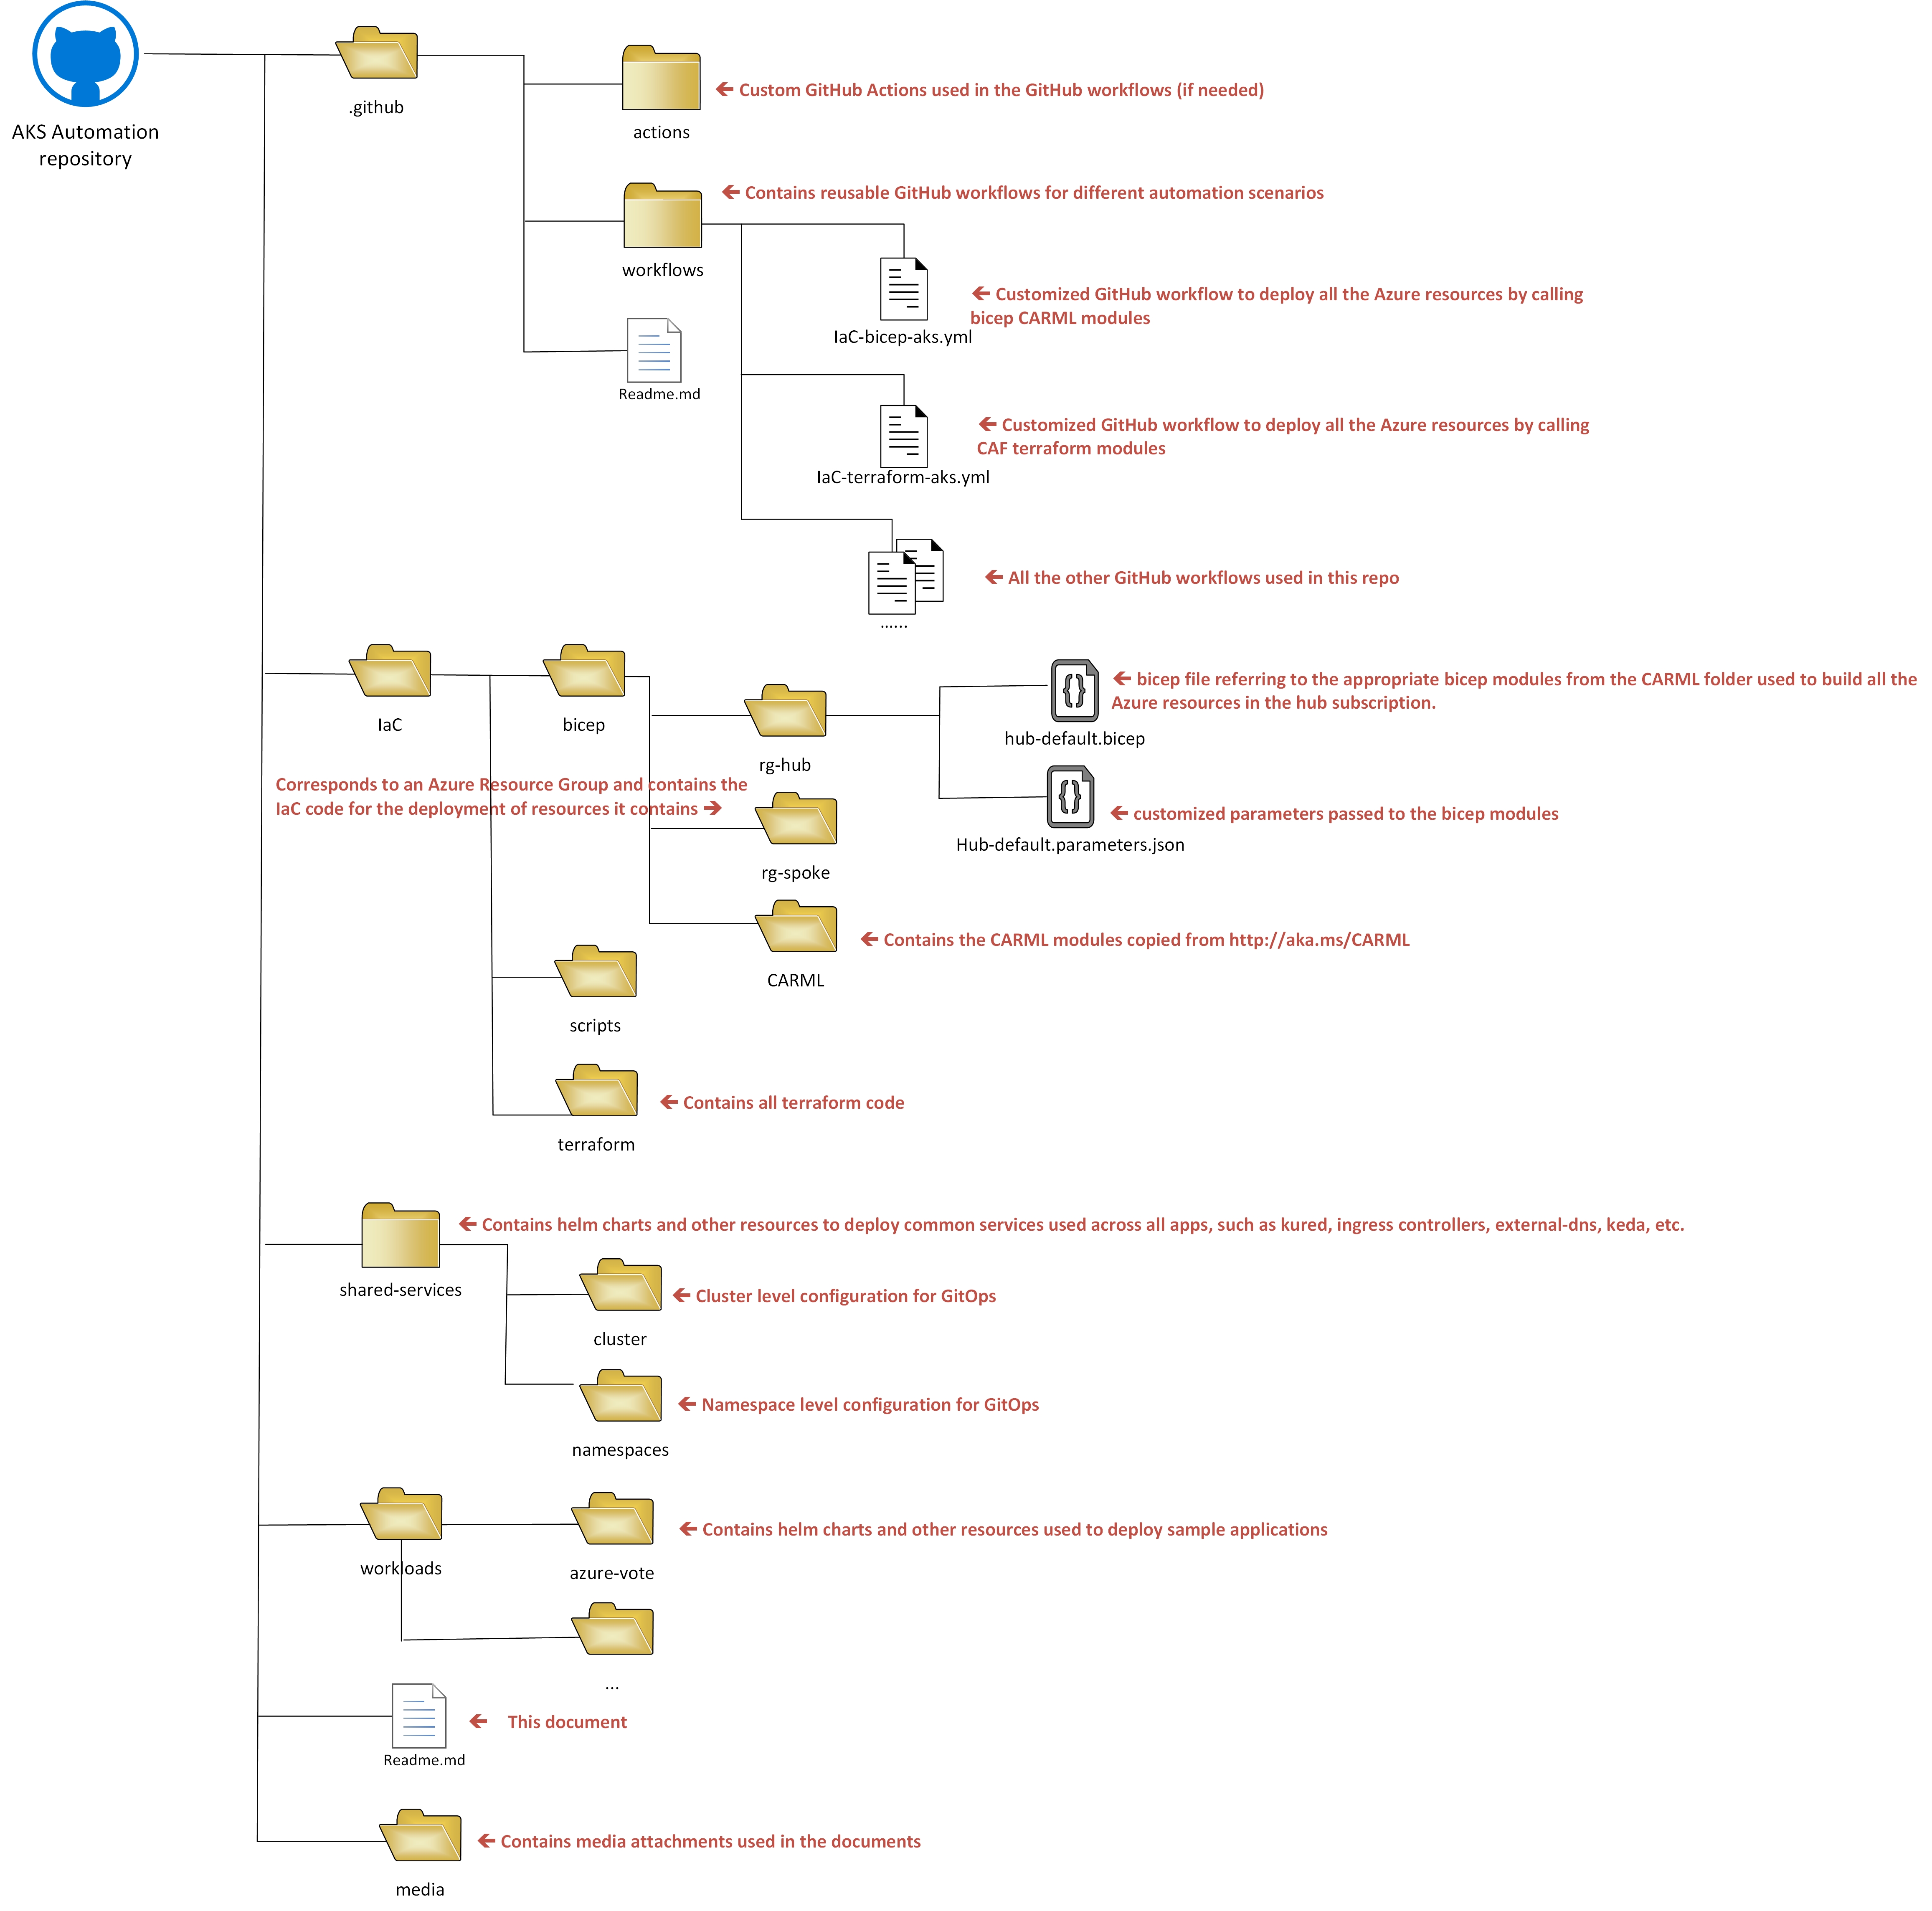 AKS Automation
repository
.github
actions
← Custom GitHub Actions used in the GitHub workflows (if needed)
workflows
← Contains reusable GitHub workflows for different automation scenarios
IaC-bicep-aks.yml
← Customized GitHub workflow to deploy all the Azure resources by calling
bicep CARML modules
Readme.md
IaC-terraform-aks.yml
← Customized GitHub workflow to deploy all the Azure resources by calling
CAF terraform modules
......
← All the other GitHub workflows used in this repo
IaC
bicep
rg-hub
hub-default.bicep
← bicep file referring to the appropriate bicep modules from the CARML folder used to build all the
Azure resources in the hub subscription.
Hub-default.parameters.json
← customized parameters passed to the bicep modules
Corresponds to an Azure Resource Group and contains the
IaC code for the deployment of resources it contains →
rg-spoke
CARML
← Contains the CARML modules copied from http://aka.ms/CARML
scripts
terraform
← Contains all terraform code
shared-services
← Contains helm charts and other resources to deploy common services used across all apps, such as kured, ingress controllers, external-dns, keda, etc.
cluster
← Cluster level configuration for GitOps
namespaces
← Namespace level configuration for GitOps
workloads
azure-vote
← Contains helm charts and other resources used to deploy sample applications
...
Readme.md
← This document
media
← Contains media attachments used in the documents